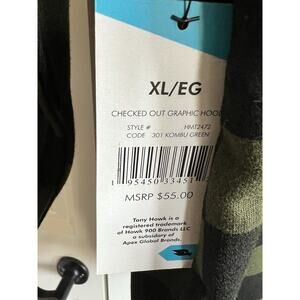 XL/EG
CHECKED OUT GRAPHIC HOOD
STYLE # HMT2472
CODE 301 KOMBU GREEN
1 95450 33451
MSRP $55.00
Tony Hawk is a
registered trademark
of Hawk 900 Brands LLC
a subsidiary of
Apex Global Brands.